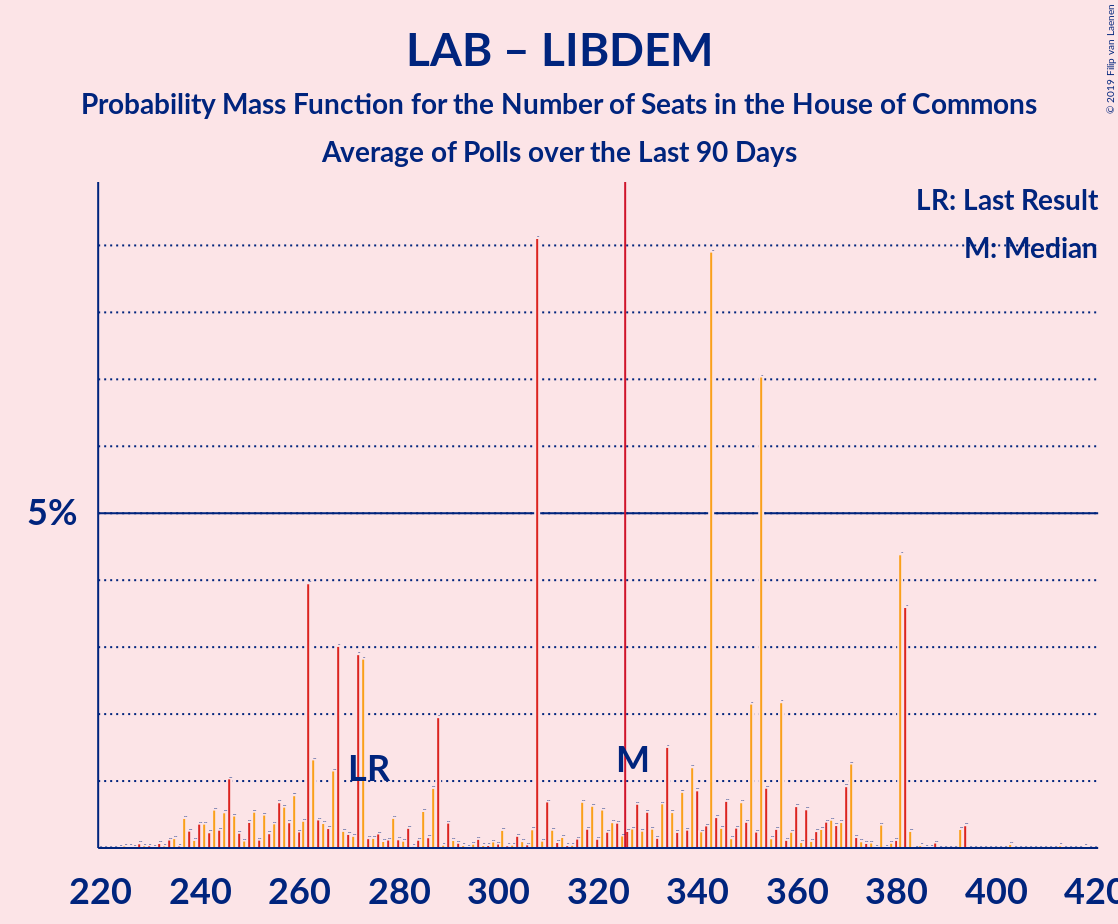 LAB – LIBDEM
Probability Mass Function for the Number of Seats in the House of Commons
Average of Polls over the Last 90 Days
© 2019 Filip van Laenen
LR: Last Result
M: Median
5%
LR
M
220 240 260 280 300 320 340 360 380 400 420